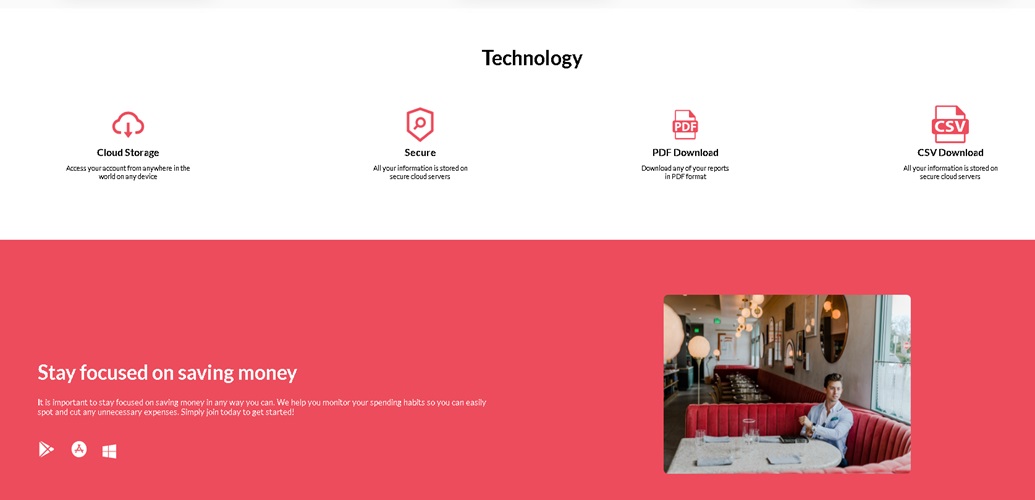 Technology
PDF
CSV
Cloud Storage
Secure
PDF Download
CSV Download
Access your account from anywhere in the
world on any device
All your information is stored on
secure cloud servers
Download any of your reports
in PDF format
All your information is stored on
secure cloud servers
Stay focused on saving money
It is important to stay focused on saving money in any way you can. We help you monitor your spending habits so you can easily
spot and cut any unnecessary expenses. Simply join today to get started!